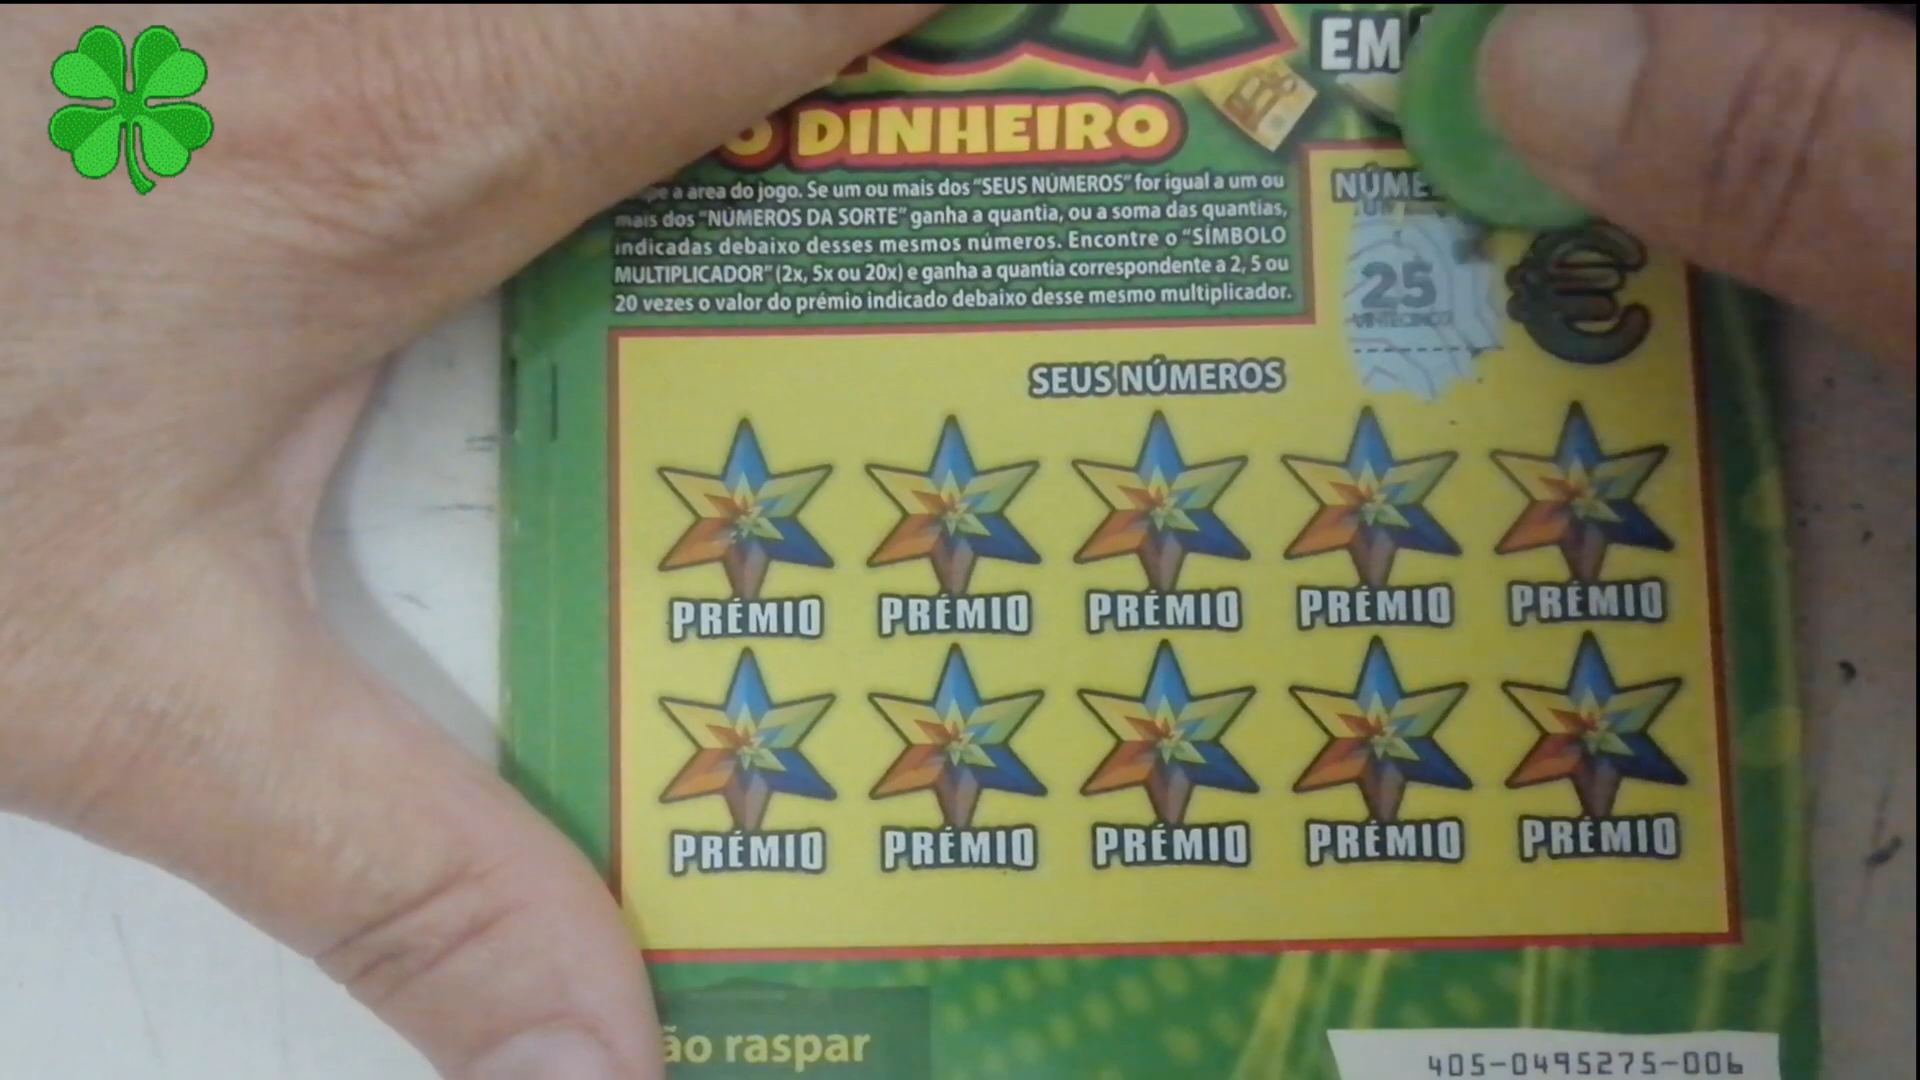 EM
O DINHEIRO
a area do jogo. Se um ou mais dos "SEUS NÚMEROS" for igual a um ou
mais dos "NÚMEROS DA SORTE" ganha a quantia, ou a soma das quantias,
indicadas debaixo desses mesmos números. Encontre o "SÍMBOLO
MULTIPLICADOR" (2x, 5x ou 20x) e ganha a quantia correspondente a 2, 5 ou
20 vezes o valor do prémio indicado debaixo desse mesmo multiplicador.
NÚME
25
VINTECINCO
€
SEUS NÚMEROS
PRÉMIO PRÉMIO PRÉMIO PRÉMIO PRÉMIO
PRÉMIO PRÉMIO PRÉMIO PRÉMIO PRÉMIO
ão raspar
405-0495275-006